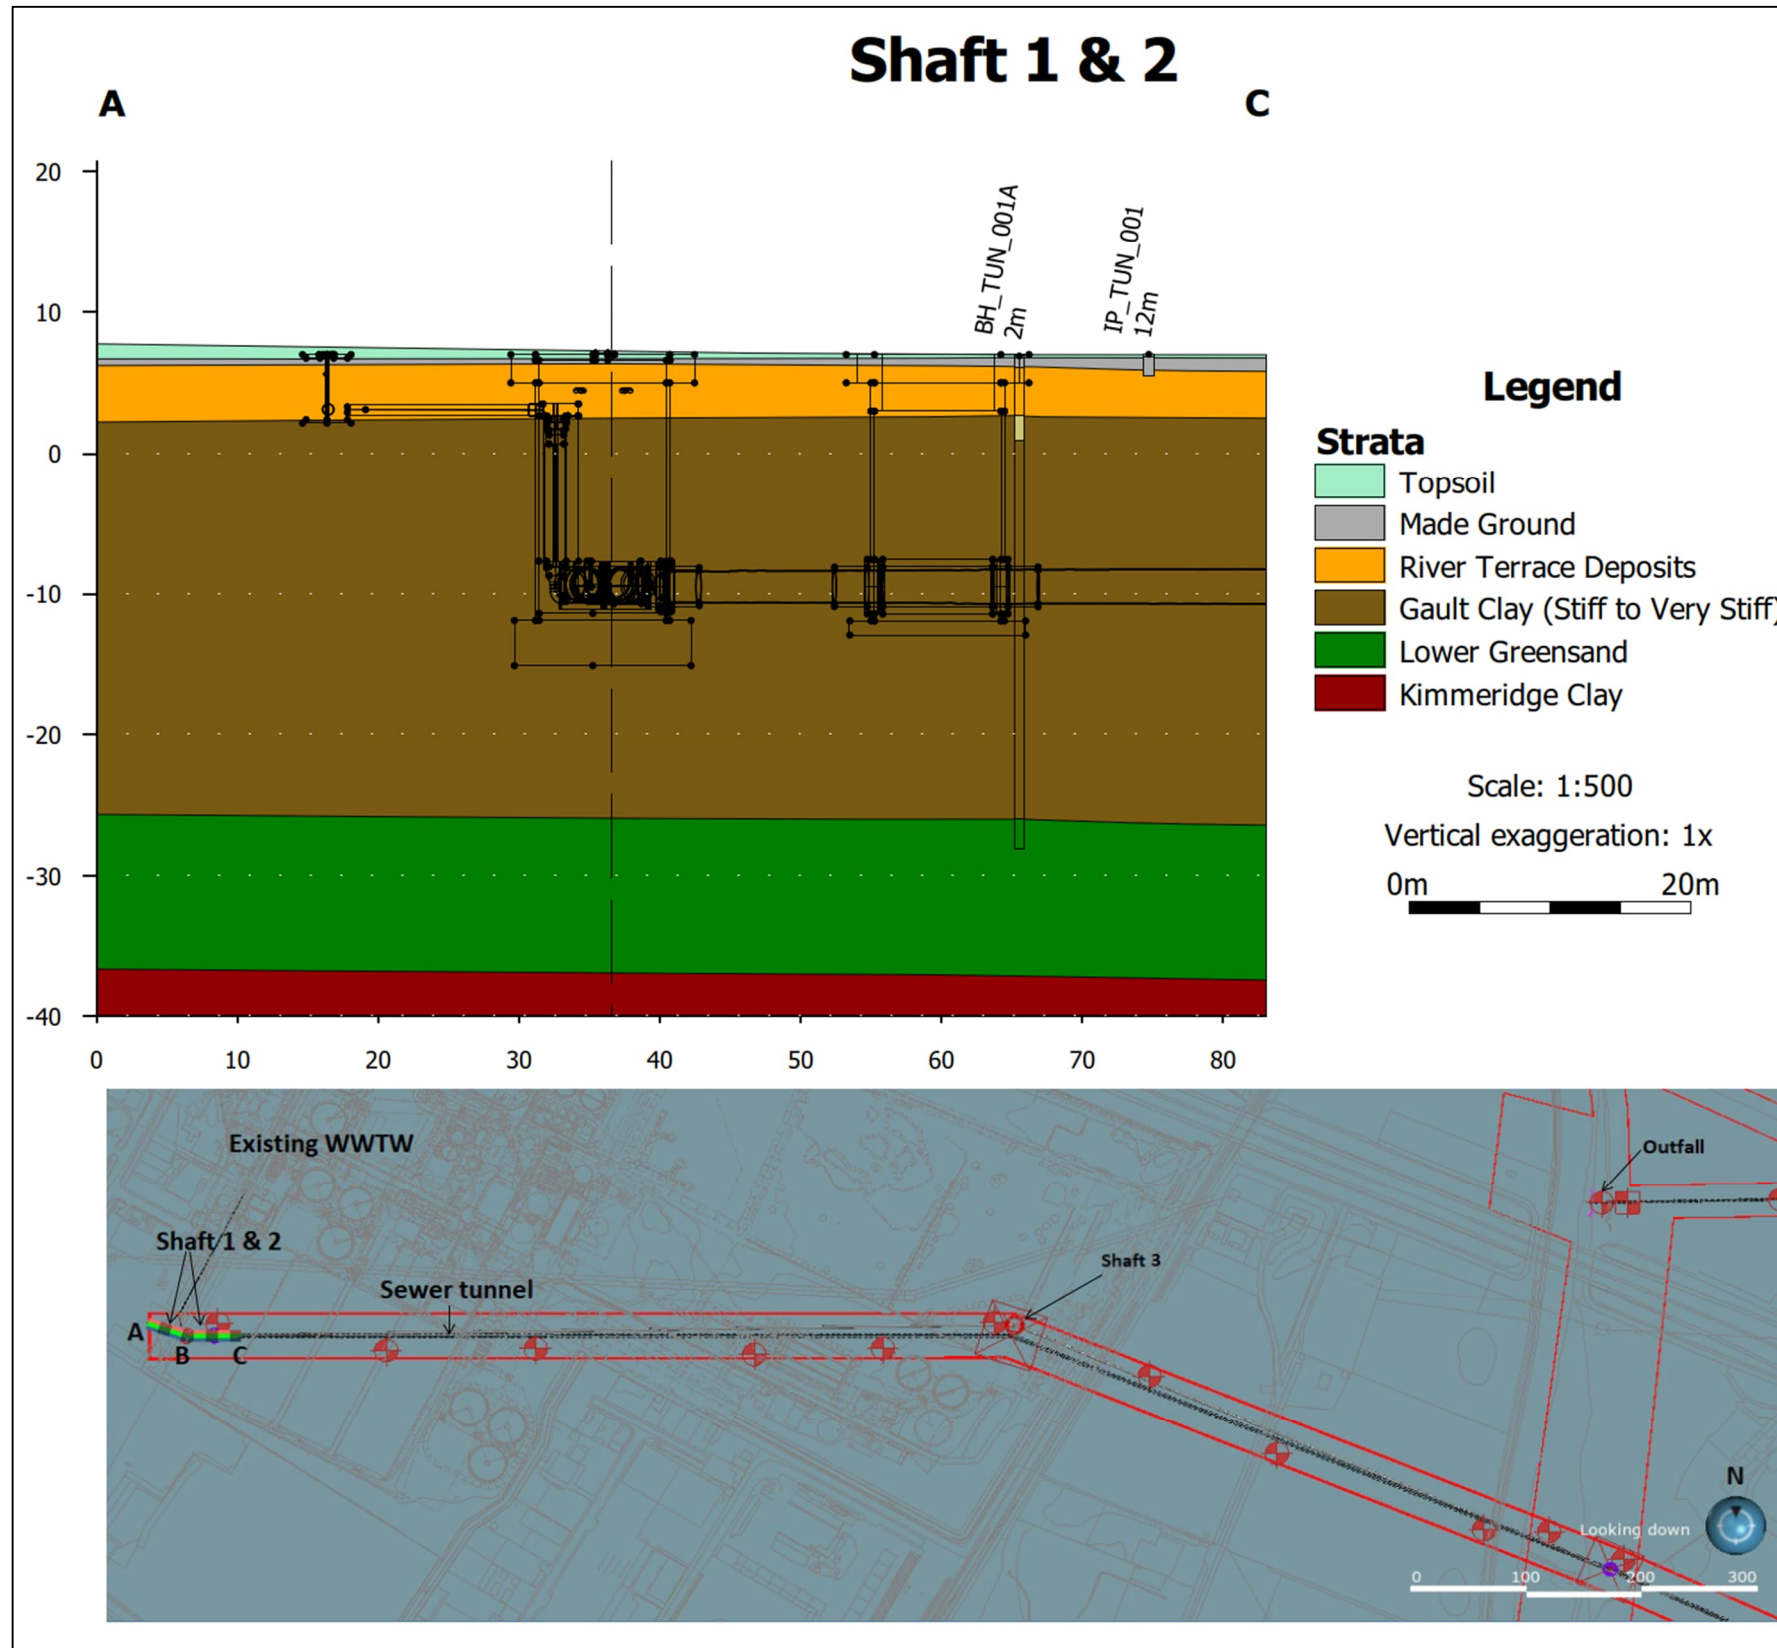 Shaft 1 & 2
A
C
20
10
0
-10
-20
-30
-40
0 10 20 30 40 50 60 70 80
BH_TUN_001A
2m
IP_TUN_001
12m
Legend
Strata
Topsoil
Made Ground
River Terrace Deposits
Gault Clay (Stiff to Very Stiff)
Lower Greensand
Kimmeridge Clay
Scale: 1:500
Vertical exaggeration: 1x
0m 20m
Existing WWTW
Outfall
Shaft 1 & 2
Shaft 3
Sewer tunnel
A
B
C
N
Looking down
0 100 200 300